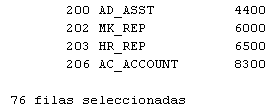 200 AD_ASST 4400
202 MK_REP 6000
203 HR_REP 6500
206 AC_ACCOUNT 8300
76 filas seleccionadas